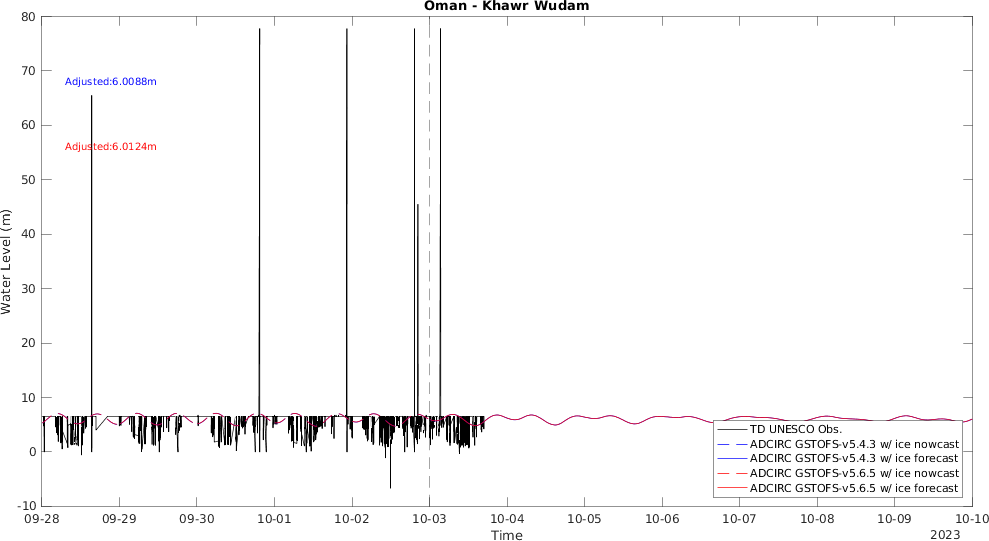 Oman - Khawr Wudam
80
70
60
50
40
30
20
10
0
-10
Water Level (m)
Adjusted:6.0088m
Adjusted:6.0124m
TD UNESCO Obs.
ADCIRC GSTOFS-v5.4.3 w/ ice nowcast
ADCIRC GSTOFS-v5.4.3 w/ ice forecast
ADCIRC GSTOFS-v5.6.5 w/ ice nowcast
ADCIRC GSTOFS-v5.6.5 w/ ice forecast
09-28 09-29 09-30 10-01 10-02 10-03 10-04 10-05 10-06 10-07 10-08 10-09 10-10
Time
2023